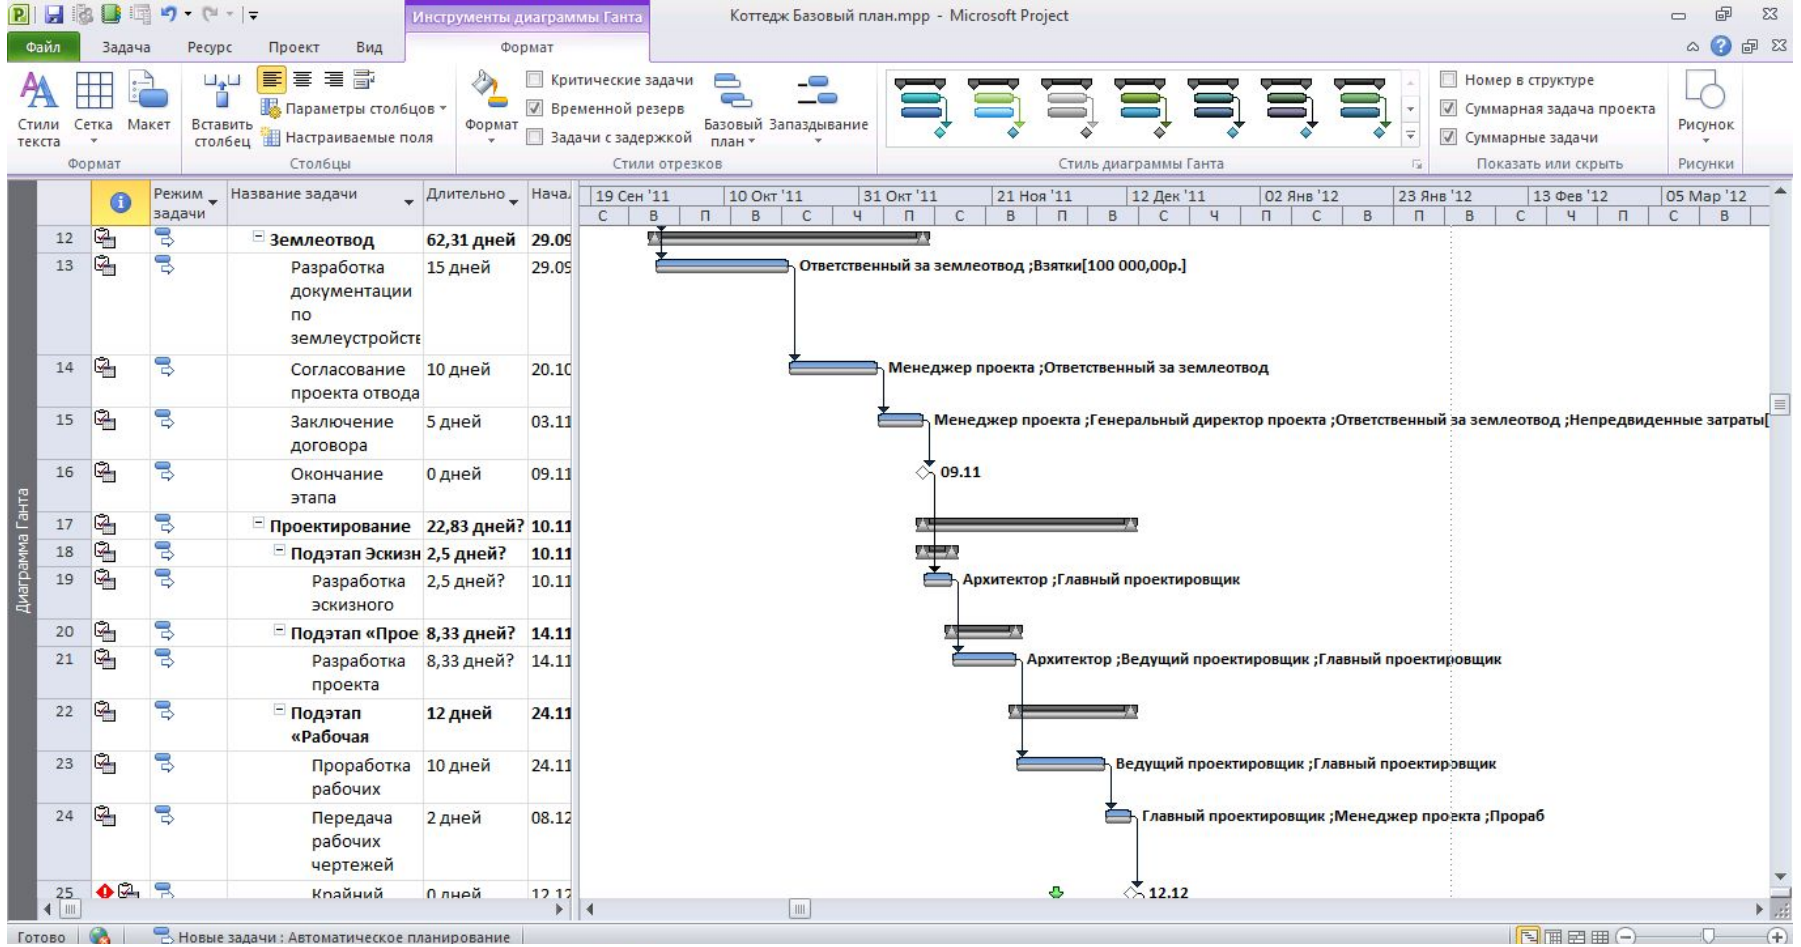 Инструменты диаграммы Ганта
Коттедж Базовый план.mpp - Microsoft Project
Файл Задача Ресурс Проект Вид Формат
Стили текста
Сетка
Макет
Формат
Вставить столбец
Параметры столбцов
Настраиваемые поля
Столбцы
Формат
Критические задачи
Временной резерв
Задачи с задержкой
Базовый план
Запаздывание
Стили отрезков
Стиль диаграммы Ганта
Номер в структуре
Суммарная задача проекта
Суммарные задачи
Показать или скрыть
Рисунок
Рисунки
Режим задачи
Название задачи
Длительно
Нача
19 Сен '11 10 Окт '11 31 Окт '11 21 Ноя '11 12 Дек '11 02 Янв '12 23 Янв '12 13 Фев '12 05 Мар '12
С В П В С Ч П С В П В С Ч П С В П В С Ч П С В
12 Землеотвод 62,31 дней 29.09
13 Разработка 15 дней 29.09 Ответственный за землеотвод ;Взятки[100 000,00р.]
документации
по
землеустройств
14 Согласование 10 дней 20.10 Менеджер проекта ;Ответственный за землеотвод
проекта отвода
15 Заключение 5 дней 03.11 Менеджер проекта ;Генеральный директор проекта ;Ответственный за землеотвод ;Непредвиденные затраты[
договора
16 Окончание 0 дней 09.11 09.11
этапа
17 Проектирование 22,83 дней? 10.11
18 Подэтап Эскизн 2,5 дней? 10.11
19 Разработка 2,5 дней? 10.11 Архитектор ;Главный проектировщик
эскизного
20 Подэтап «Прое 8,33 дней? 14.11
21 Разработка 8,33 дней? 14.11 Архитектор ;Ведущий проектировщик ;Главный проектировщик
проекта
22 Подэтап 12 дней 24.11
«Рабочая
23 Проработка 10 дней 24.11 Ведущий проектировщик ;Главный проектировщик
рабочих
24 Передача 2 дней 08.12 Главный проектировщик ;Менеджер проекта ;Прораб
рабочих
чертежей
25 Крайний 0 дней 12.12 12.12
Диаграмма Ганта
Готово Новые задачи : Автоматическое планирование